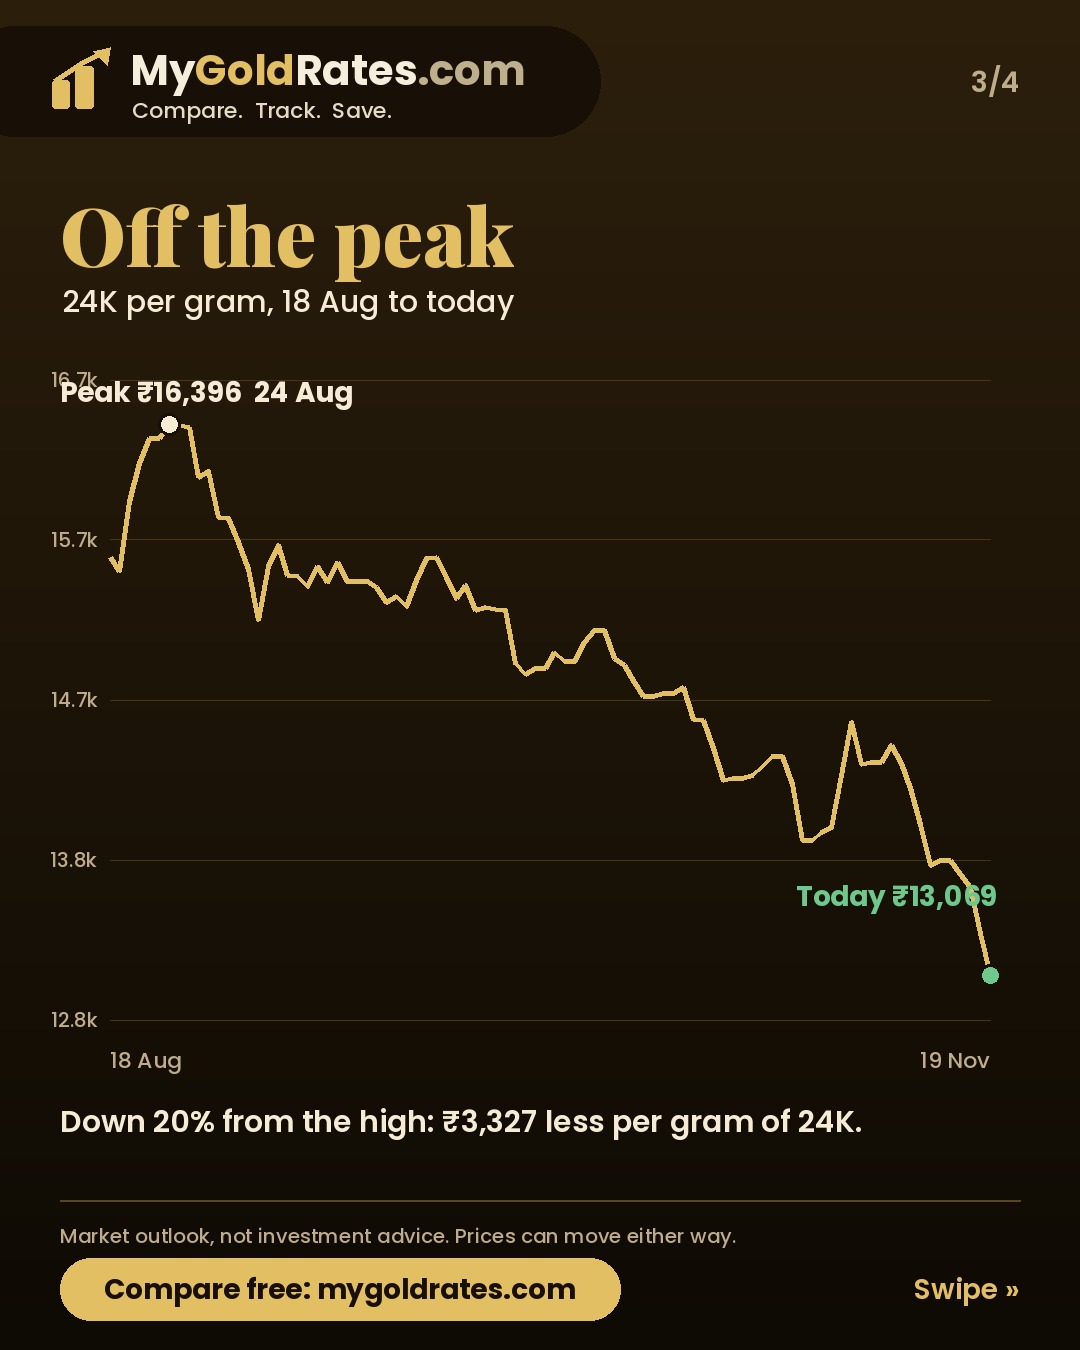 MyGoldRates.com
Compare. Track. Save.
3/4
Off the peak
24K per gram, 18 Aug to today
16.7k
Peak ₹16,396 24 Aug
15.7k
14.7k
13.8k
Today ₹13,069
12.8k
18 Aug
19 Nov
Down 20% from the high: ₹3,327 less per gram of 24K.
Market outlook, not investment advice. Prices can move either way.
Compare free: mygoldrates.com
Swipe »